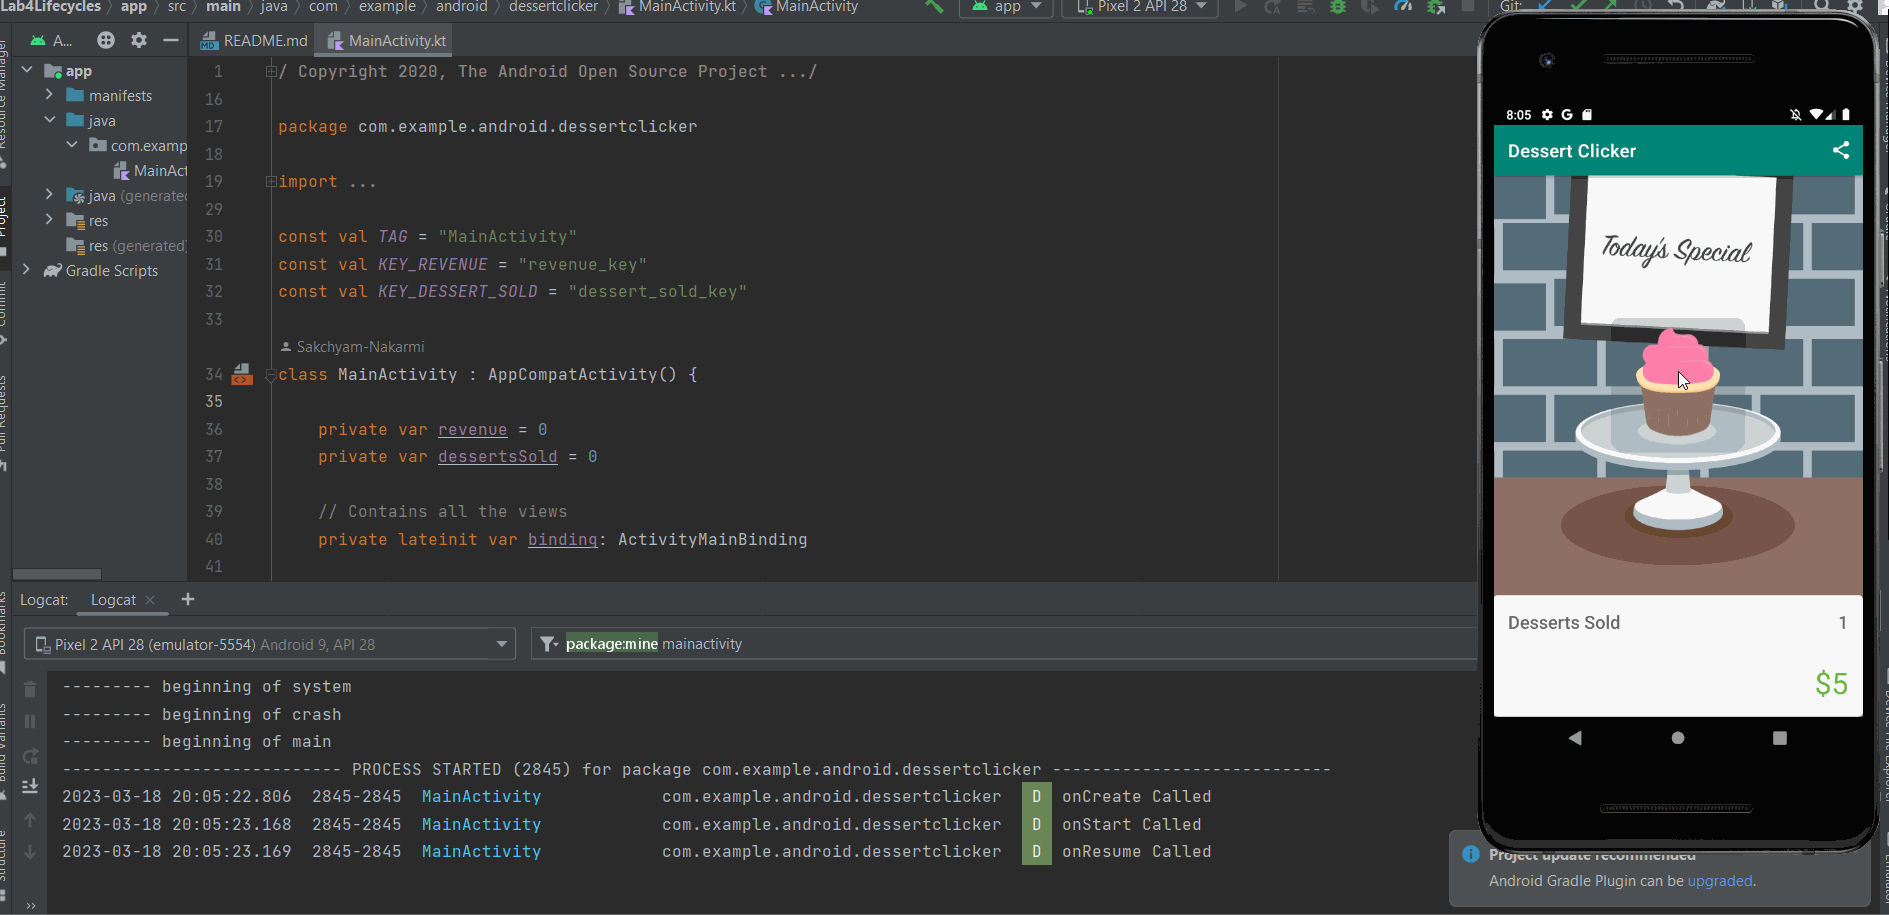 Lab4Lifecycles app src main java com example android dessertclicker MainActivity.kt MainActivity
app Pixel 2 API 28 Git:
A...
README.md MainActivity.kt
app
manifests
java
com.examp
MainAct
java (generated
res
res (generated)
Gradle Scripts
Project
Commit
Pull Requests
Bookmarks
Build Variants
Structure
1 / Copyright 2020, The Android Open Source Project .../
16
17 package com.example.android.dessertclicker
18
19 import ...
29
30 const val TAG = "MainActivity"
31 const val KEY_REVENUE = "revenue_key"
32 const val KEY_DESSERT_SOLD = "dessert_sold_key"
33
Sakchyam-Nakarmi
34 class MainActivity : AppCompatActivity() {
35
36 private var revenue = 0
37 private var dessertsSold = 0
38
39 // Contains all the views
40 private lateinit var binding: ActivityMainBinding
41
Logcat: Logcat
Pixel 2 API 28 (emulator-5554) Android 9, API 28
package:mine mainactivity
--------- beginning of system
--------- beginning of crash
--------- beginning of main
---------------------------- PROCESS STARTED (2845) for package com.example.android.dessertclicker ----------------------------
2023-03-18 20:05:22.806 2845-2845 MainActivity com.example.android.dessertclicker D onCreate Called
2023-03-18 20:05:23.168 2845-2845 MainActivity com.example.android.dessertclicker D onStart Called
2023-03-18 20:05:23.169 2845-2845 MainActivity com.example.android.dessertclicker D onResume Called
8:05
Dessert Clicker
Today's Special
Desserts Sold 1
$5
Project update recommended
Android Gradle Plugin can be upgraded.